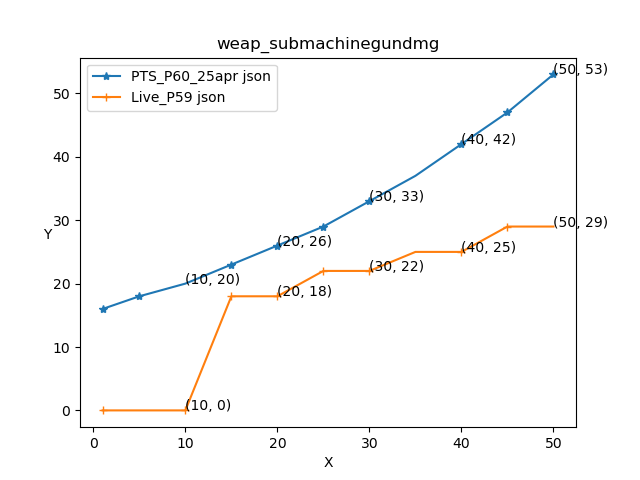 weap_submachinegundmg
PTS_P60_25apr json
Live_P59 json
(50, 53)
(40, 42)
(30, 33)
(20, 26)
(10, 20)
(50, 29)
(40, 25)
(30, 22)
(20, 18)
(10, 0)
50
40
30
20
10
0
Y
0 10 20 30 40 50
X